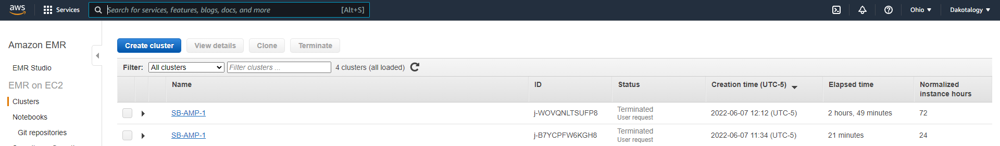 aws Services Search for services, features, blogs, docs, and more [Alt+S] Ohio Dakotalogy
Amazon EMR
EMR Studio
EMR on EC2
Clusters
Notebooks
Git repositories
Create cluster View details Clone Terminate
Filter: All clusters Filter clusters ... 4 clusters (all loaded)
Name ID Status Creation time (UTC-5) Elapsed time Normalized instance hours
SB-AMP-1 j-WOVQNLTSUFP8 Terminated User request 2022-06-07 12:12 (UTC-5) 2 hours, 49 minutes 72
SB-AMP-1 j-B7YCPFW6KGH8 Terminated User request 2022-06-07 11:34 (UTC-5) 21 minutes 24